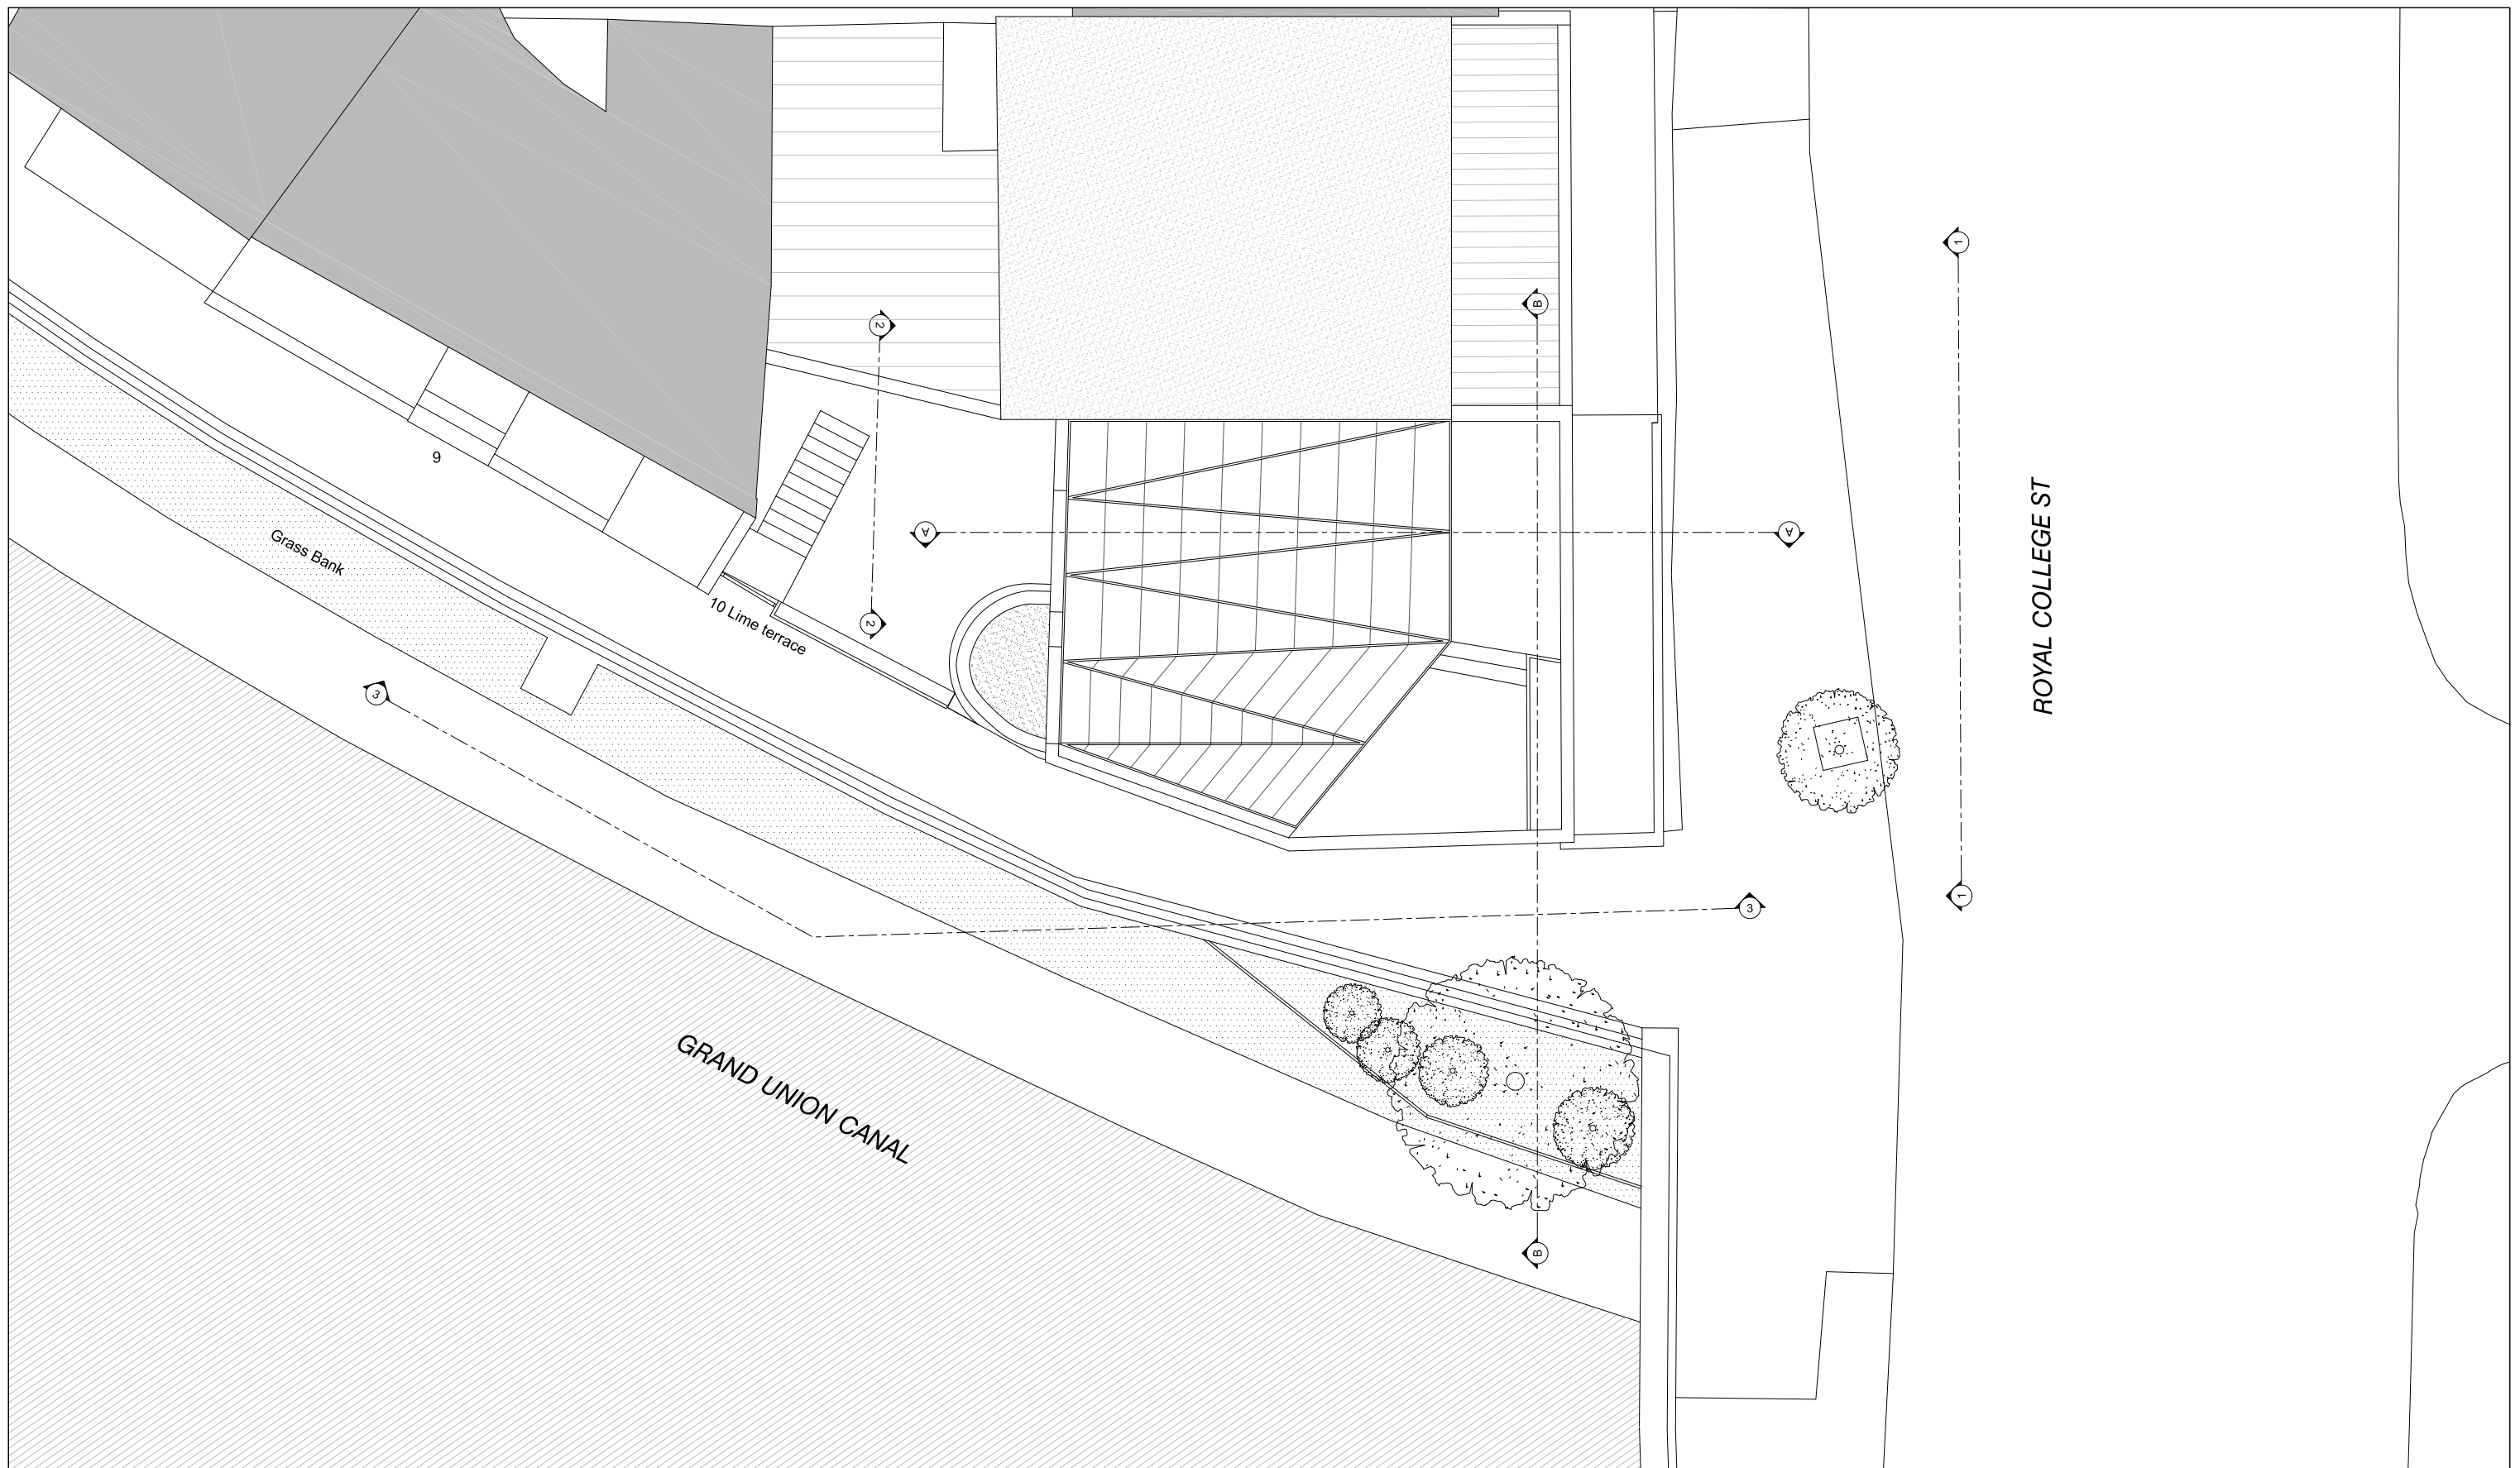 1
B
2
9
A
A
ROYAL COLLEGE ST
Grass Bank
10 Lime terrace
2
3
1
3
GRAND UNION CANAL
B